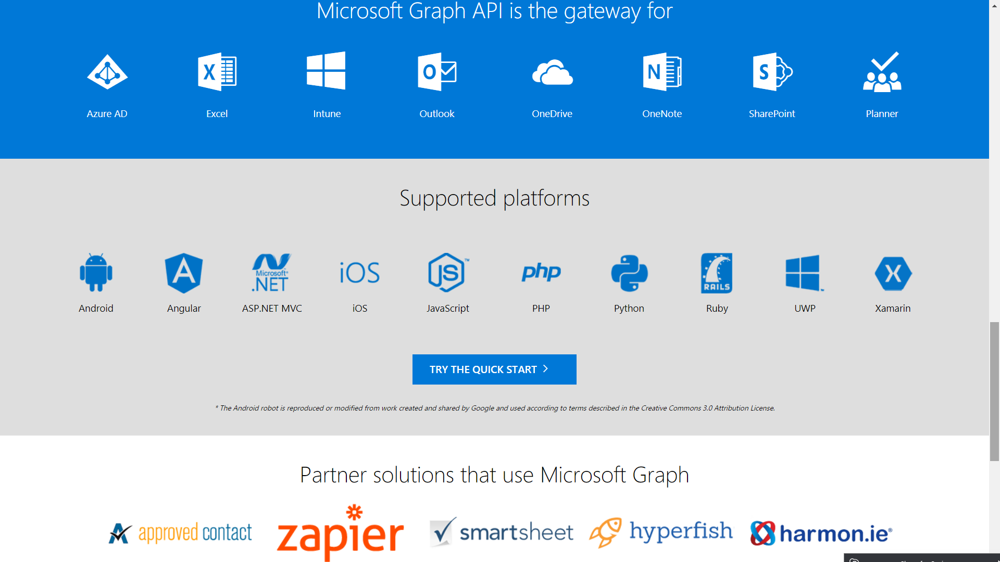 Microsoft Graph API is the gateway for
X
O
N
S
Azure AD
Excel
Intune
Outlook
OneDrive
OneNote
SharePoint
Planner
Supported platforms
A
Microsoft®
.NET
iOS
JS™
php
RAILS
X
Android
Angular
ASP.NET MVC
iOS
JavaScript
PHP
Python
Ruby
UWP
Xamarin
TRY THE QUICK START
* The Android robot is reproduced or modified from work created and shared by Google and used according to terms described in the Creative Commons 3.0 Attribution License.
Partner solutions that use Microsoft Graph
approved contact
zapier
smartsheet
hyperfish
harmon.ie®